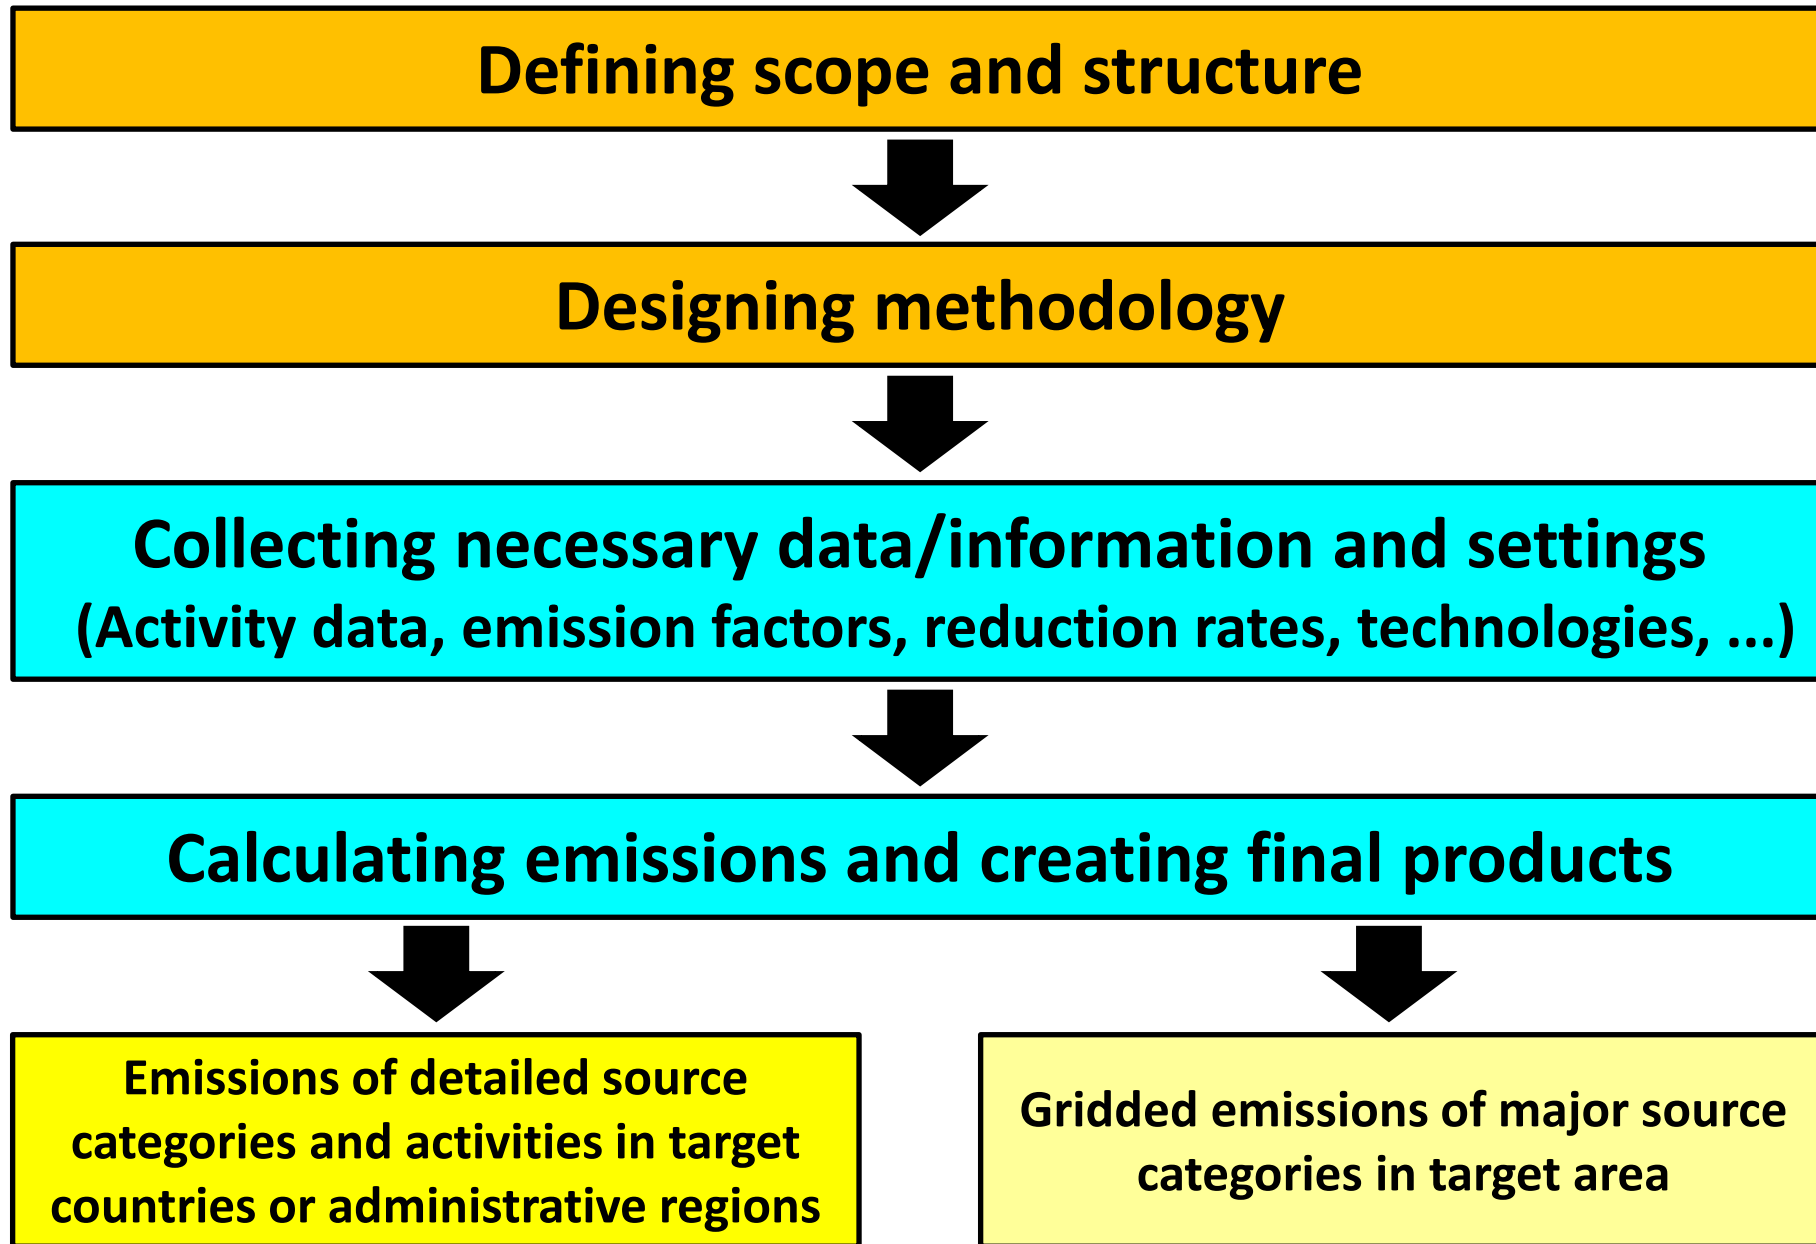 Defining scope and structure
Designing methodology
Collecting necessary data/information and settings
(Activity data, emission factors, reduction rates, technologies, ...)
Calculating emissions and creating final products
Emissions of detailed source
categories and activities in target
countries or administrative regions
Gridded emissions of major source
categories in target area